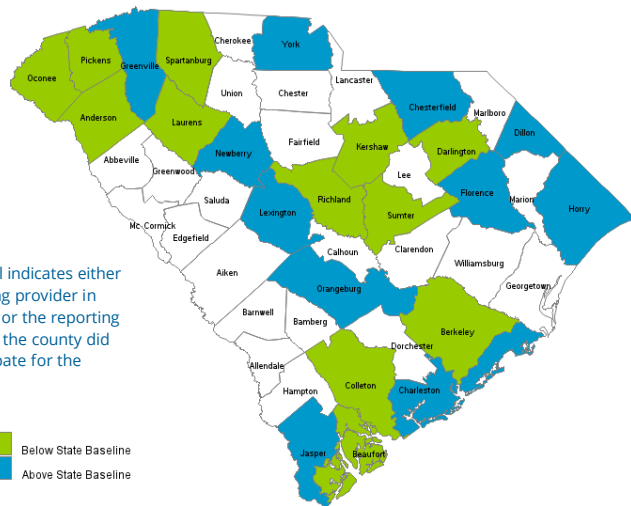 Cherokee
York
Spartanburg
Pickens
Greenville
Oconee
Lancaster
Union
Chester
Chesterfield
Marlboro
Anderson
Laurens
Dillon
Fairfield
Kershaw
Darlington
Newberry
Abbeville
Greenwood
Lee
Florence
Marion
Horry
Saluda
Richland
Lexington
Sumter
Mc Cormick
Edgefield
Calhoun
Clarendon
Williamsburg
Aiken
Georgetown
Orangeburg
Barnwell
Bamberg
Berkeley
Dorchester
Allendale
Colleton
Hampton
Charleston
Jasper
Beaufort
indicates either
provider in
or the reporting
the county did
for the
Below State Baseline
Above State Baseline